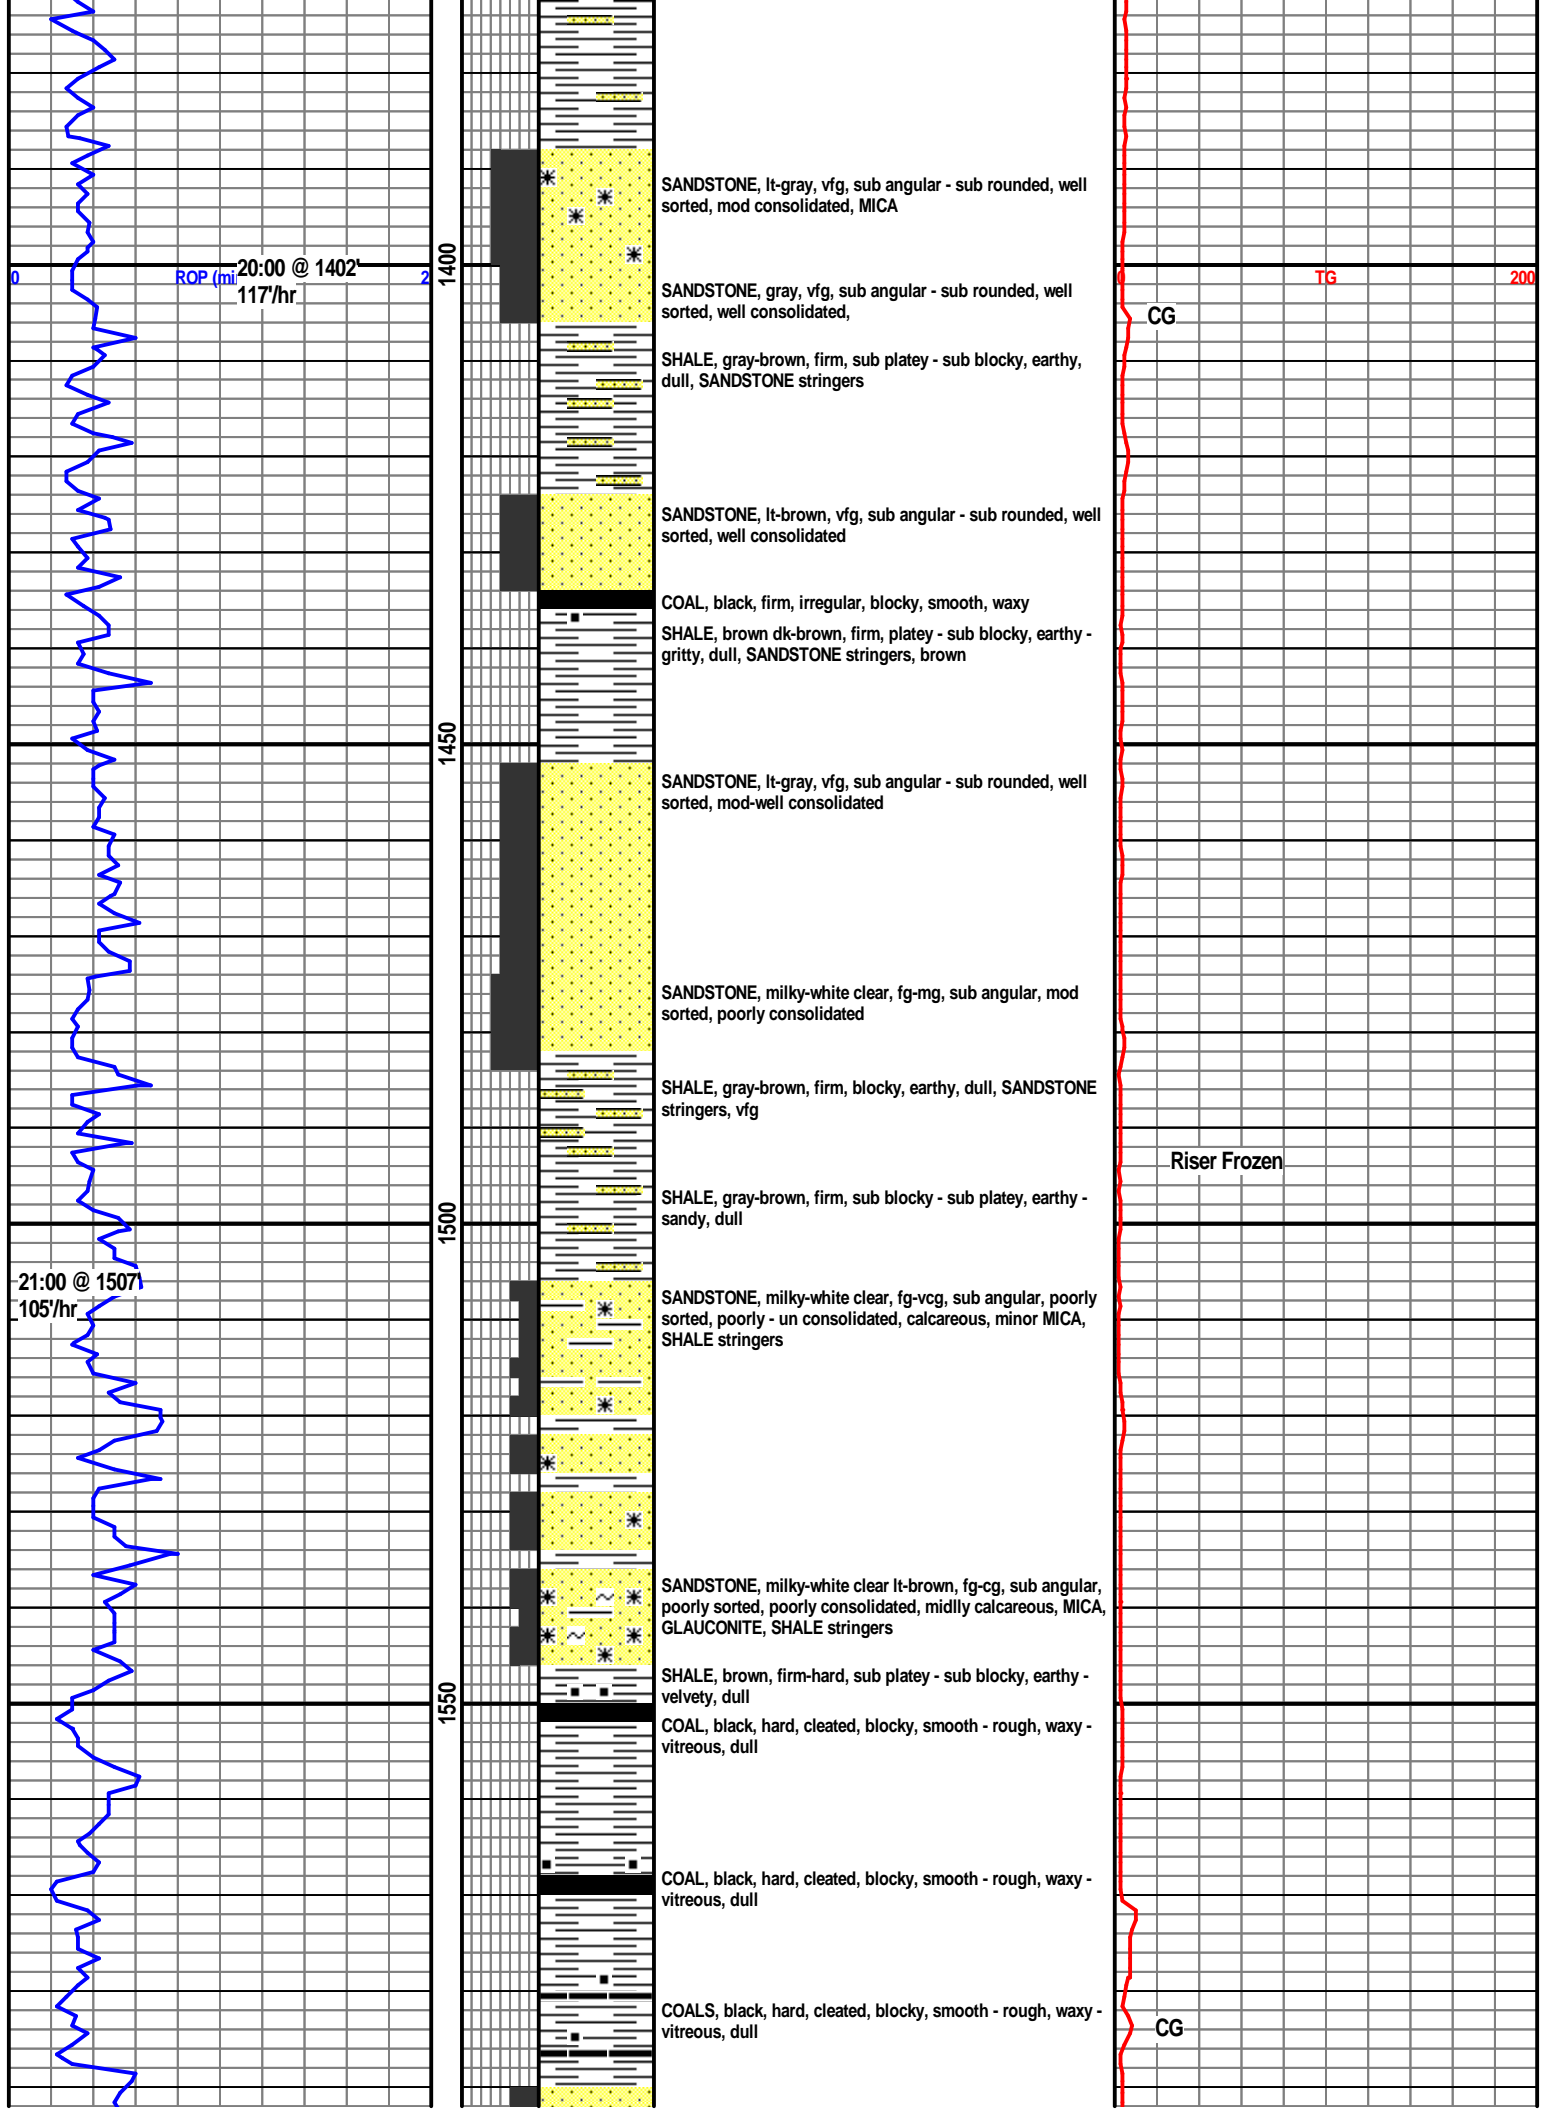 SANDSTONE, lt-gray, vfg, sub angular - sub rounded, well
sorted, mod consolidated, MICA
1400
0
ROP (mi
2
20:00 @ 1402'
117'/hr
0
TG
200
SANDSTONE, gray, vfg, sub angular - sub rounded, well
sorted, well consolidated,
CG
SHALE, gray-brown, firm, sub platey - sub blocky, earthy,
dull, SANDSTONE stringers
SANDSTONE, lt-brown, vfg, sub angular - sub rounded, well
sorted, well consolidated
COAL, black, firm, irregular, blocky, smooth, waxy
SHALE, brown dk-brown, firm, platey - sub blocky, earthy -
gritty, dull, SANDSTONE stringers, brown
1450
SANDSTONE, lt-gray, vfg, sub angular - sub rounded, well
sorted, mod-well consolidated
SANDSTONE, milky-white clear, fg-mg, sub angular, mod
sorted, poorly consolidated
SHALE, gray-brown, firm, blocky, earthy, dull, SANDSTONE
stringers, vfg
Riser Frozen
SHALE, gray-brown, firm, sub blocky - sub platey, earthy -
sandy, dull
1500
21:00 @ 1507'
105'/hr
SANDSTONE, milky-white clear, fg-vcg, sub angular, poorly
sorted, poorly - un consolidated, calcareous, minor MICA,
SHALE stringers
SANDSTONE, milky-white clear lt-brown, fg-cg, sub angular,
poorly sorted, poorly consolidated, midlly calcareous, MICA,
GLAUCONITE, SHALE stringers
SHALE, brown, firm-hard, sub platey - sub blocky, earthy -
velvety, dull
1550
COAL, black, hard, cleated, blocky, smooth - rough, waxy -
vitreous, dull
COAL, black, hard, cleated, blocky, smooth - rough, waxy -
vitreous, dull
COALS, black, hard, cleated, blocky, smooth - rough, waxy -
vitreous, dull
CG